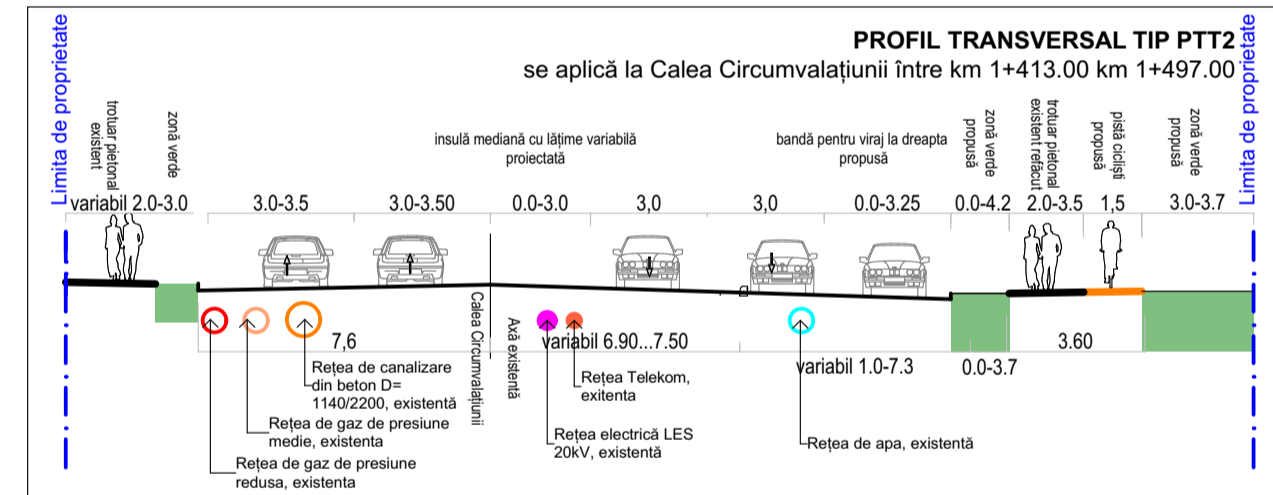 PROFIL TRANSVERSAL TIP PTT2
se aplică la Calea Circumvalațiunii între km 1+413.00 km 1+497.00
Limita de proprietate
trotuar pietonal
existent
zonă verde
insulă mediană cu lățime variabilă
proiectată
bandă pentru viraj la dreapta
propusă
zonă verde
propusă
trotuar pietonal
existent refăcut
pistă cicliști
propusă
zonă verde
propusă
Limita de proprietate
variabil 2.0-3.0
3.0-3.5
3.0-3.50
0.0-3.0
3,0
3,0
0.0-3.25
0.0-4.2
2.0-3.5
1,5
3.0-3.7
Calea Circumvalațiunii
Axă existentă
7,6
variabil 6.90...7.50
variabil 1.0-7.3
0.0-3.7
3.60
Rețea de canalizare
din beton D=
1140/2200, existentă
Rețea de gaz de presiune
medie, existenta
Rețea de gaz de presiune
redusa, existenta
Rețea Telekom,
exitenta
Rețea electrică LES
20kV, existentă
Rețea de apa, existentă